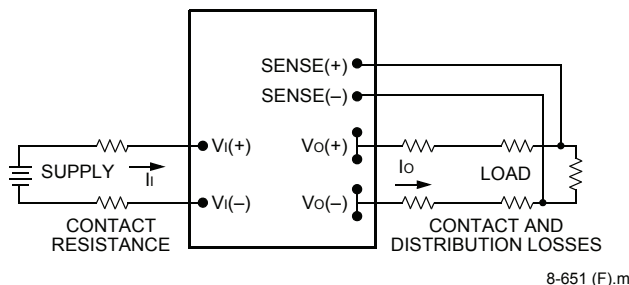 SENSE(+)
SENSE(–)
SUPPLY
II
VI(+)
VO(+)
IO
LOAD
VI(–)
VO(–)
CONTACT
RESISTANCE
CONTACT AND
DISTRIBUTION LOSSES
8-651 (F).m